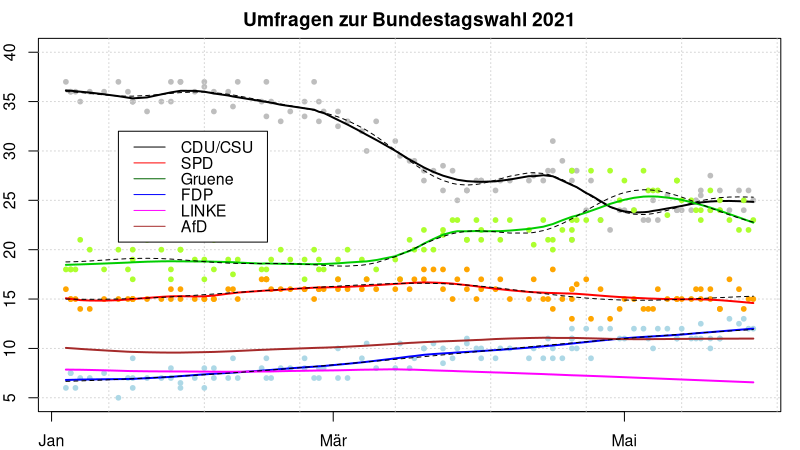 Umfragen zur Bundestagswahl 2021
40
35
30
25
20
15
10
5
CDU/CSU
SPD
Gruene
FDP
LINKE
AfD
Jan
Mär
Mai